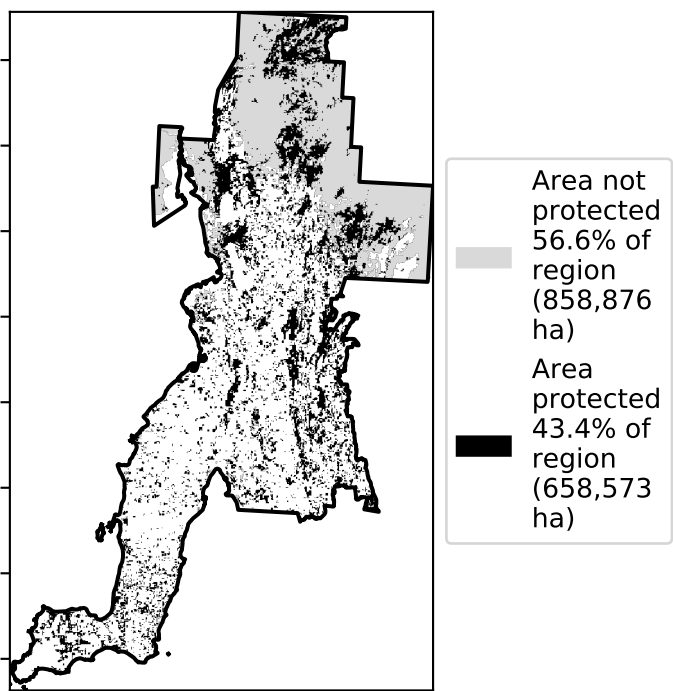 Area not
protected
56.6% of
region
(858,876
ha)
Area
protected
43.4% of
region
(658,573
ha)